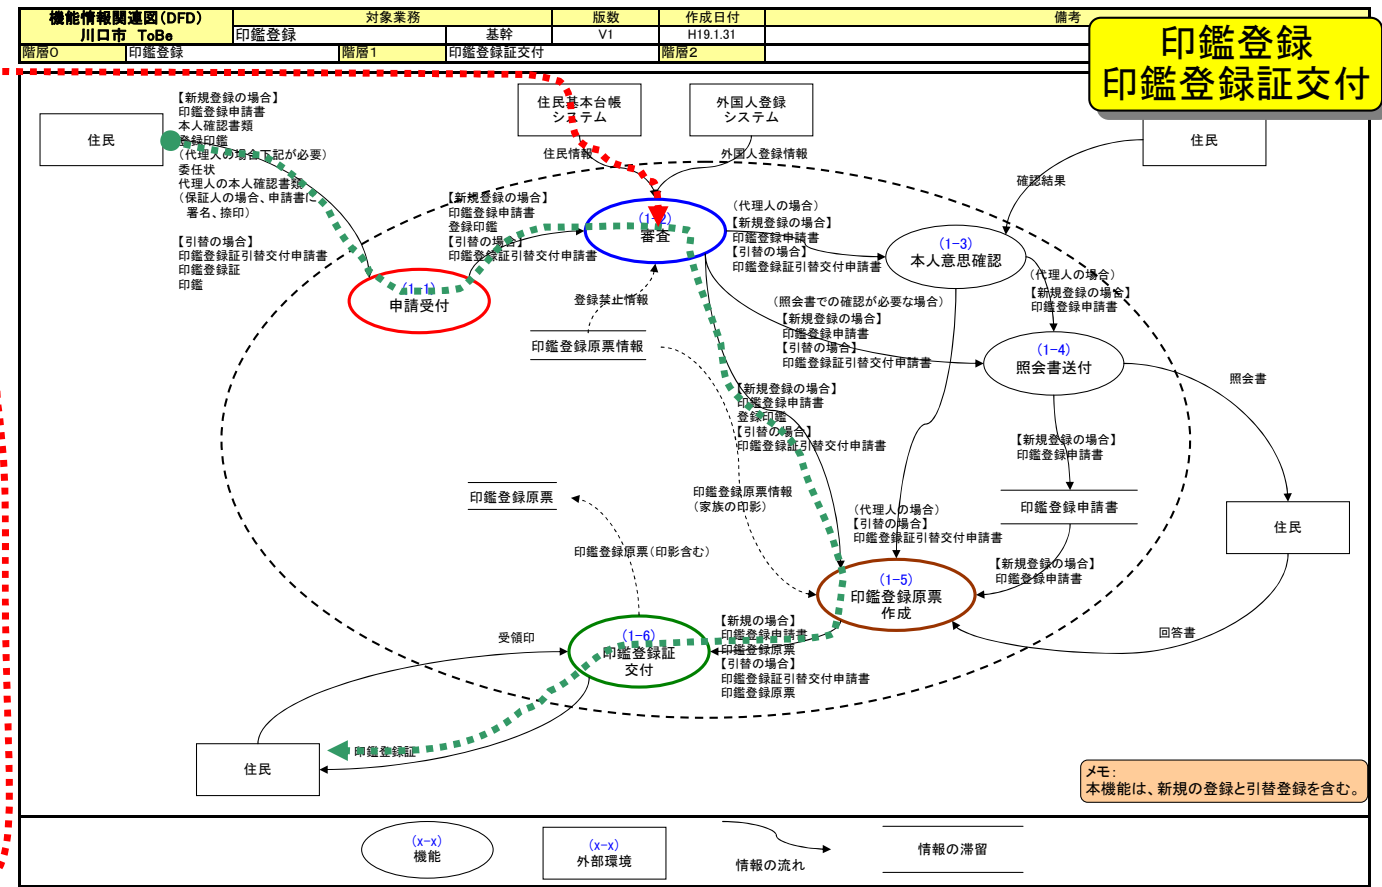 機能情報関連図(DFD)
川口市 ToBe
対象業務
版数
作成日付
備考
印鑑登録
基幹
V1
H19.1.31
階層0
印鑑登録
階層1
印鑑登録証交付
階層2
印鑑登録
印鑑登録証交付
住民
【新規登録の場合】
印鑑登録申請書
本人確認書類
登録印鑑
(代理人の場合下記が必要)
委任状
代理人の本人確認書類
(保証人の場合、申請書に
署名、捺印)
【引替の場合】
印鑑登録証引替交付申請書
印鑑登録証
印鑑
住民基本台帳
システム
外国人登録
システム
住民
住民情報
外国人登録情報
確認結果
【新規登録の場合】
印鑑登録申請書
登録印鑑
【引替の場合】
印鑑登録証引替交付申請書
(1-2)
審査
(代理人の場合)
【新規登録の場合】
印鑑登録申請書
【引替の場合】
印鑑登録証引替交付申請書
(1-3)
本人意思確認
(1-1)
申請受付
(代理人の場合)
【新規登録の場合】
印鑑登録申請書
登録禁止情報
(照会書での確認が必要な場合)
【新規登録の場合】
印鑑登録申請書
【引替の場合】
印鑑登録証引替交付申請書
印鑑登録原票情報
(1-4)
照会書送付
照会書
【新規登録の場合】
印鑑登録申請書
登録印鑑
【引替の場合】
印鑑登録証引替交付申請書
【新規登録の場合】
印鑑登録申請書
印鑑登録原票
印鑑登録原票情報
(家族の印影)
印鑑登録申請書
住民
(代理人の場合)
【引替の場合】
印鑑登録証引替交付申請書
印鑑登録原票(印影含む)
【新規登録の場合】
印鑑登録申請書
(1-5)
印鑑登録原票
作成
受領印
(1-6)
印鑑登録証
交付
【新規の場合】
印鑑登録申請書
印鑑登録原票
【引替の場合】
印鑑登録証引替交付申請書
印鑑登録原票
回答書
印鑑登録証
住民
メモ:
本機能は、新規の登録と引替登録を含む。
(x-x)
機能
(x-x)
外部環境
情報の流れ
情報の滞留